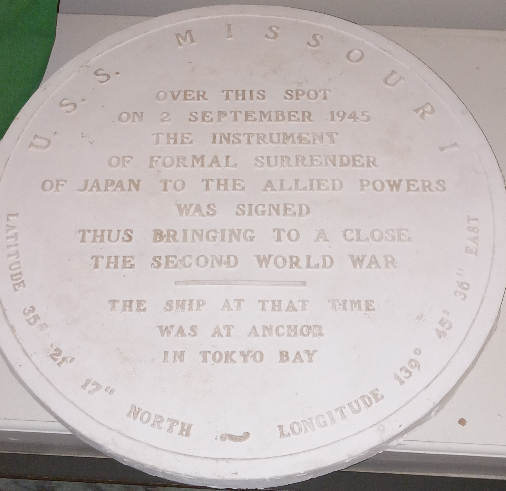 U. S. S. MISSOURI
OVER THIS SPOT
ON 2 SEPTEMBER 1945
THE INSTRUMENT
OF FORMAL SURRENDER
OF JAPAN TO THE ALLIED POWERS
WAS SIGNED
THUS BRINGING TO A CLOSE
THE SECOND WORLD WAR
THE SHIP AT THAT TIME
WAS AT ANCHOR
IN TOKYO BAY
LATITUDE 35° 21' 17" NORTH ~ LONGITUDE 139° 45' 36" EAST